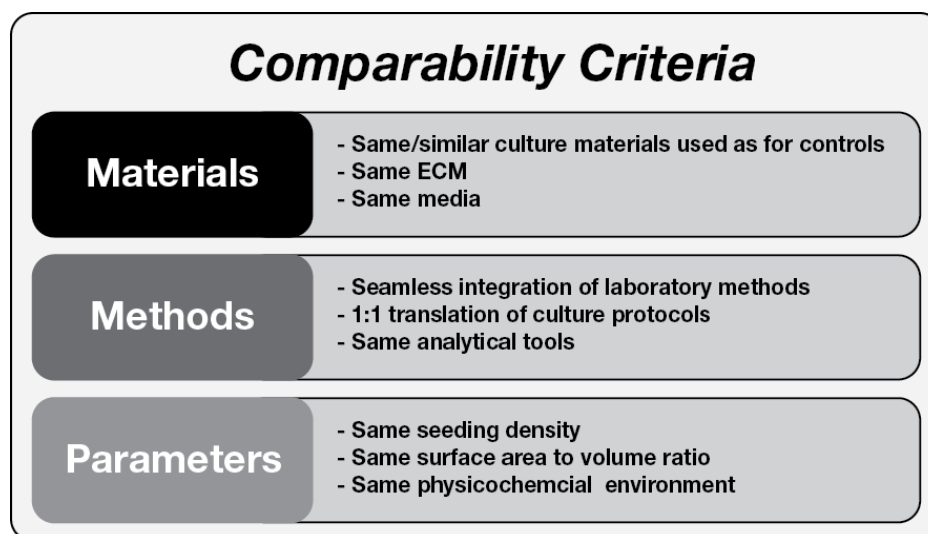 Comparability Criteria
Materials
- Same/similar culture materials used as for controls
- Same ECM
- Same media
Methods
- Seamless integration of laboratory methods
- 1:1 translation of culture protocols
- Same analytical tools
Parameters
- Same seeding density
- Same surface area to volume ratio
- Same physicochemcial  environment